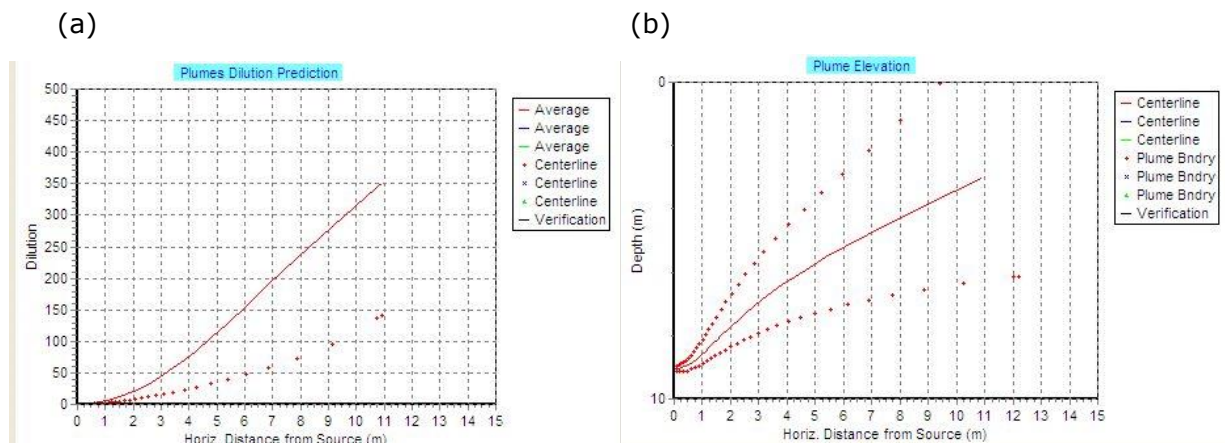 (a)
Plumes Dilution Prediction
500
450
400
350
300
250
200
150
100
50
0
Dilution
0 1 2 3 4 5 6 7 8 9 10 11 12 13 14 15
Horiz. Distance from Source (m)
Average
Average
Average
Centerline
Centerline
Centerline
Verification
(b)
Plume Elevation
0
10
Depth (m)
0 1 2 3 4 5 6 7 8 9 10 11 12 13 14 15
Horiz. Distance from Source (m)
Centerline
Centerline
Centerline
Plume Bndry
Plume Bndry
Plume Bndry
Verification